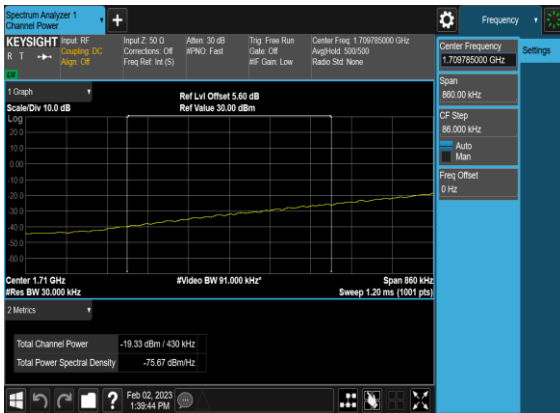 Spectrum Analyzer 1
Channel Power
+
Frequency
KEYSIGHT
R T
LXI
Input: RF
Coupling: DC
Align: Off
Input Z: 50 Ω
Corrections: Off
Freq Ref: Int (S)
Atten: 30 dB
#PNO: Fast
Trig: Free Run
Gate: Off
#IF Gain: Low
Center Freq: 1.709785000 GHz
Avg|Hold: 500/500
Radio Std: None
Center Frequency
1.709785000 GHz
Settings
Span
860.00 kHz
CF Step
86.000 kHz
Auto
Man
Freq Offset
0 Hz
1 Graph
Scale/Div 10.0 dB
Ref Lvl Offset 5.60 dB
Ref Value 30.00 dBm
Log
20.0
10.0
0.00
-10.0
-20.0
-30.0
-40.0
-50.0
-60.0
Center 1.71 GHz
#Video BW 91.000 kHz*
Span 860 kHz
#Res BW 30.000 kHz
Sweep 1.20 ms (1001 pts)
2 Metrics
Total Channel Power -19.33 dBm / 430 kHz
Total Power Spectral Density -75.67 dBm/Hz
?
Feb 02, 2023
1:39:44 PM